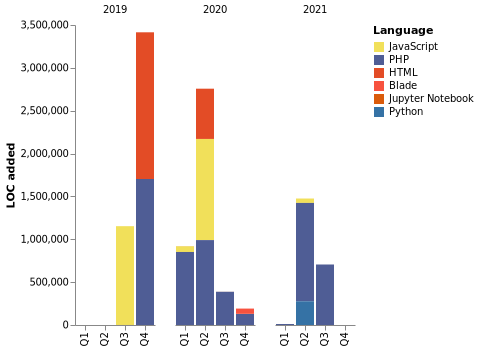 2019 2020 2021
Language
JavaScript
PHP
HTML
Blade
Jupyter Notebook
Python
LOC added
3,500,000
3,000,000
2,500,000
2,000,000
1,500,000
1,000,000
500,000
0
Q1 Q2 Q3 Q4 Q1 Q2 Q3 Q4 Q1 Q2 Q3 Q4